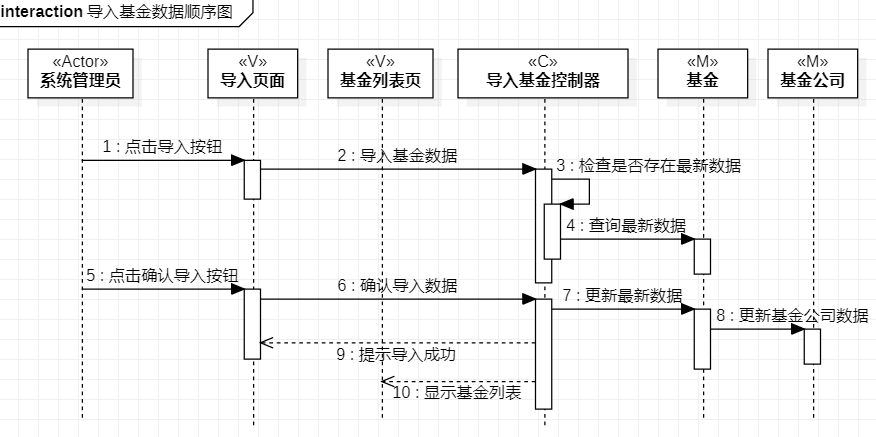 interaction 导入基金数据顺序图
«Actor»
系统管理员
«V»
导入页面
«V»
基金列表页
«C»
导入基金控制器
«M»
基金
«M»
基金公司
1 : 点击导入按钮
2 : 导入基金数据
3 : 检查是否存在最新数据
4 : 查询最新数据
5 : 点击确认导入按钮
6 : 确认导入数据
7 : 更新最新数据
8 : 更新基金公司数据
9 : 提示导入成功
10 : 显示基金列表